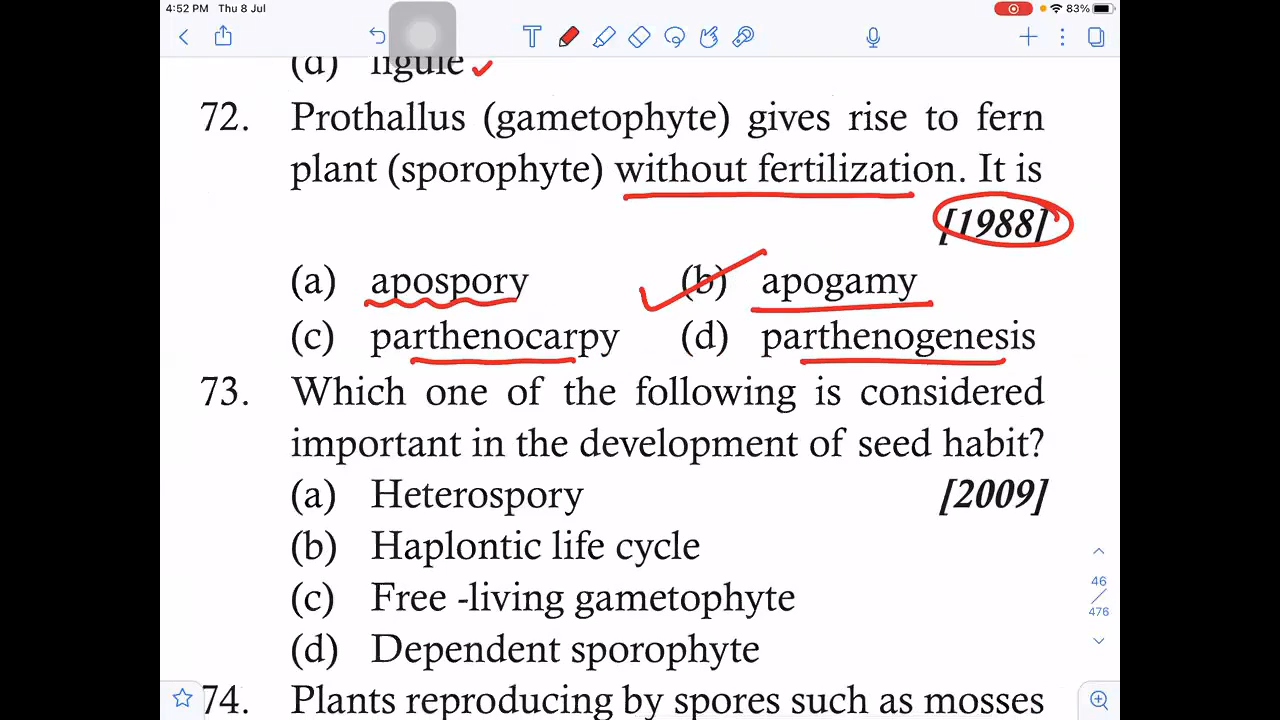 4:52 PM Thu 8 Jul
83%
T
(d) ligule
72. Prothallus (gametophyte) gives rise to fern
plant (sporophyte) without fertilization. It is
[1988]
(a) apospory (b) apogamy
(c) parthenocarpy (d) parthenogenesis
73. Which one of the following is considered
important in the development of seed habit?
(a) Heterospory [2009]
(b) Haplontic life cycle
(c) Free -living gametophyte
(d) Dependent sporophyte
46
476
74. Plants reproducing by spores such as mosses